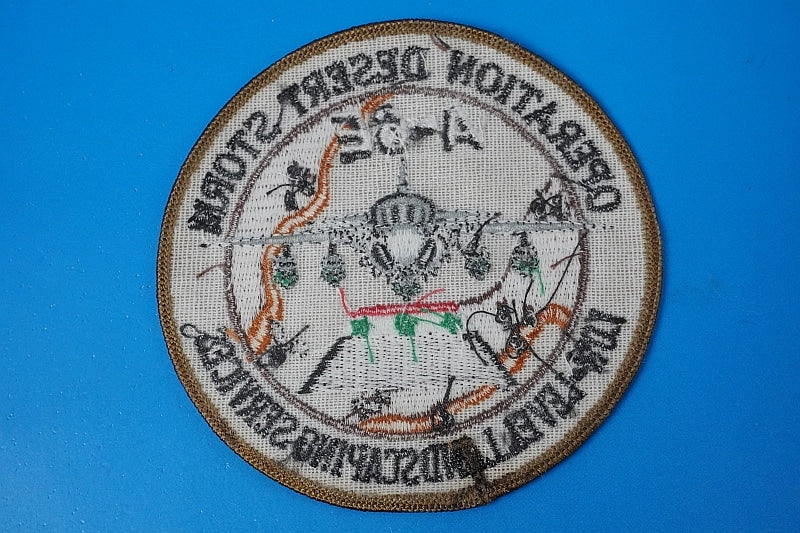 OPERATION DESERT STORM
A-6E
LOW-LEVEL LANDSCAPING SERVICES